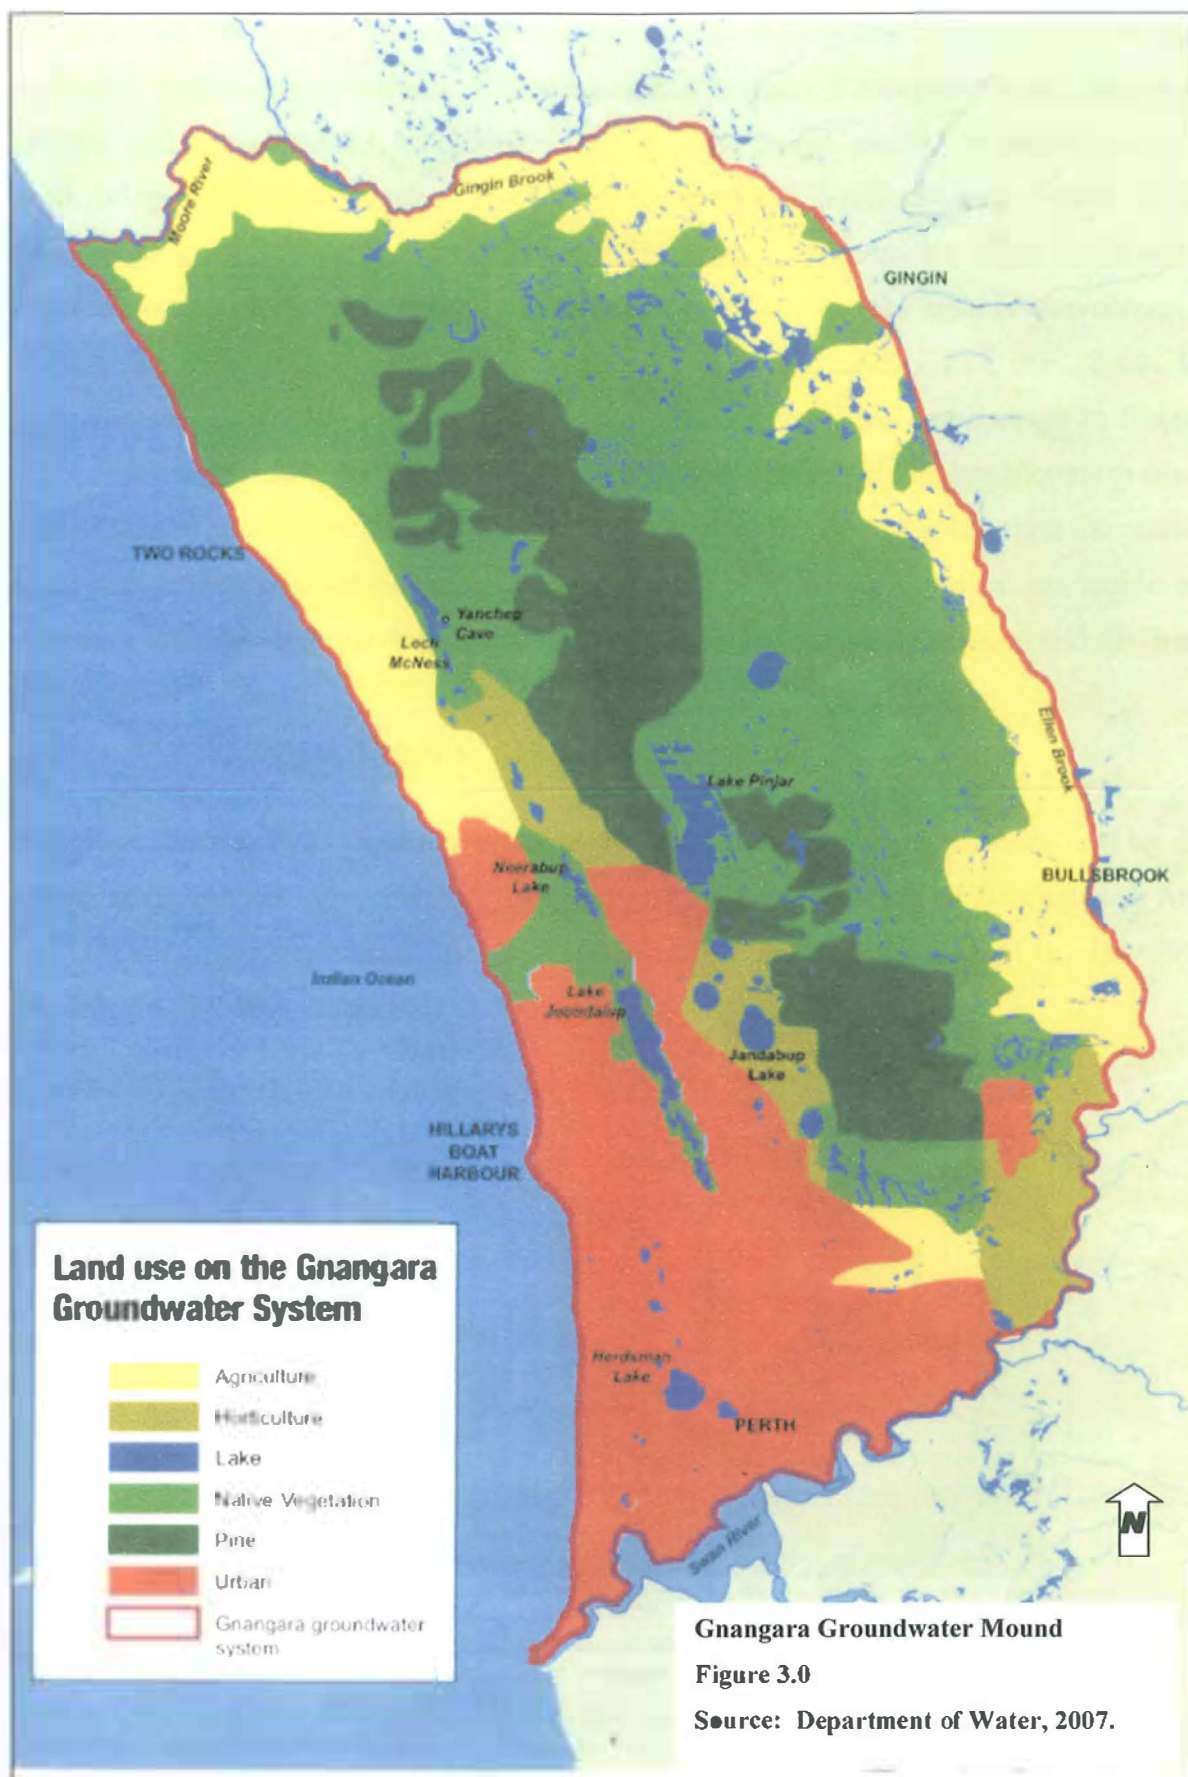 Moore River
Gingin Brook
GINGIN
TWO ROCKS
Yanchep
Cave
Loch
McNess
Ellen Brook
Lake Pinjar
BULLSBROOK
Neerabup
Lake
Indian Ocean
Lake
Joondalup
Jandabup
Lake
HILLARYS
BOAT
HARBOUR
Land use on the Gnangara
Groundwater System
Herdsman
Lake
PERTH
Agriculture
Horticulture
Lake
Native Vegetation
Pine
Urban
Gnangara groundwater
system
Swan River
N
Gnangara Groundwater Mound
Figure 3.0
Source: Department of Water, 2007.